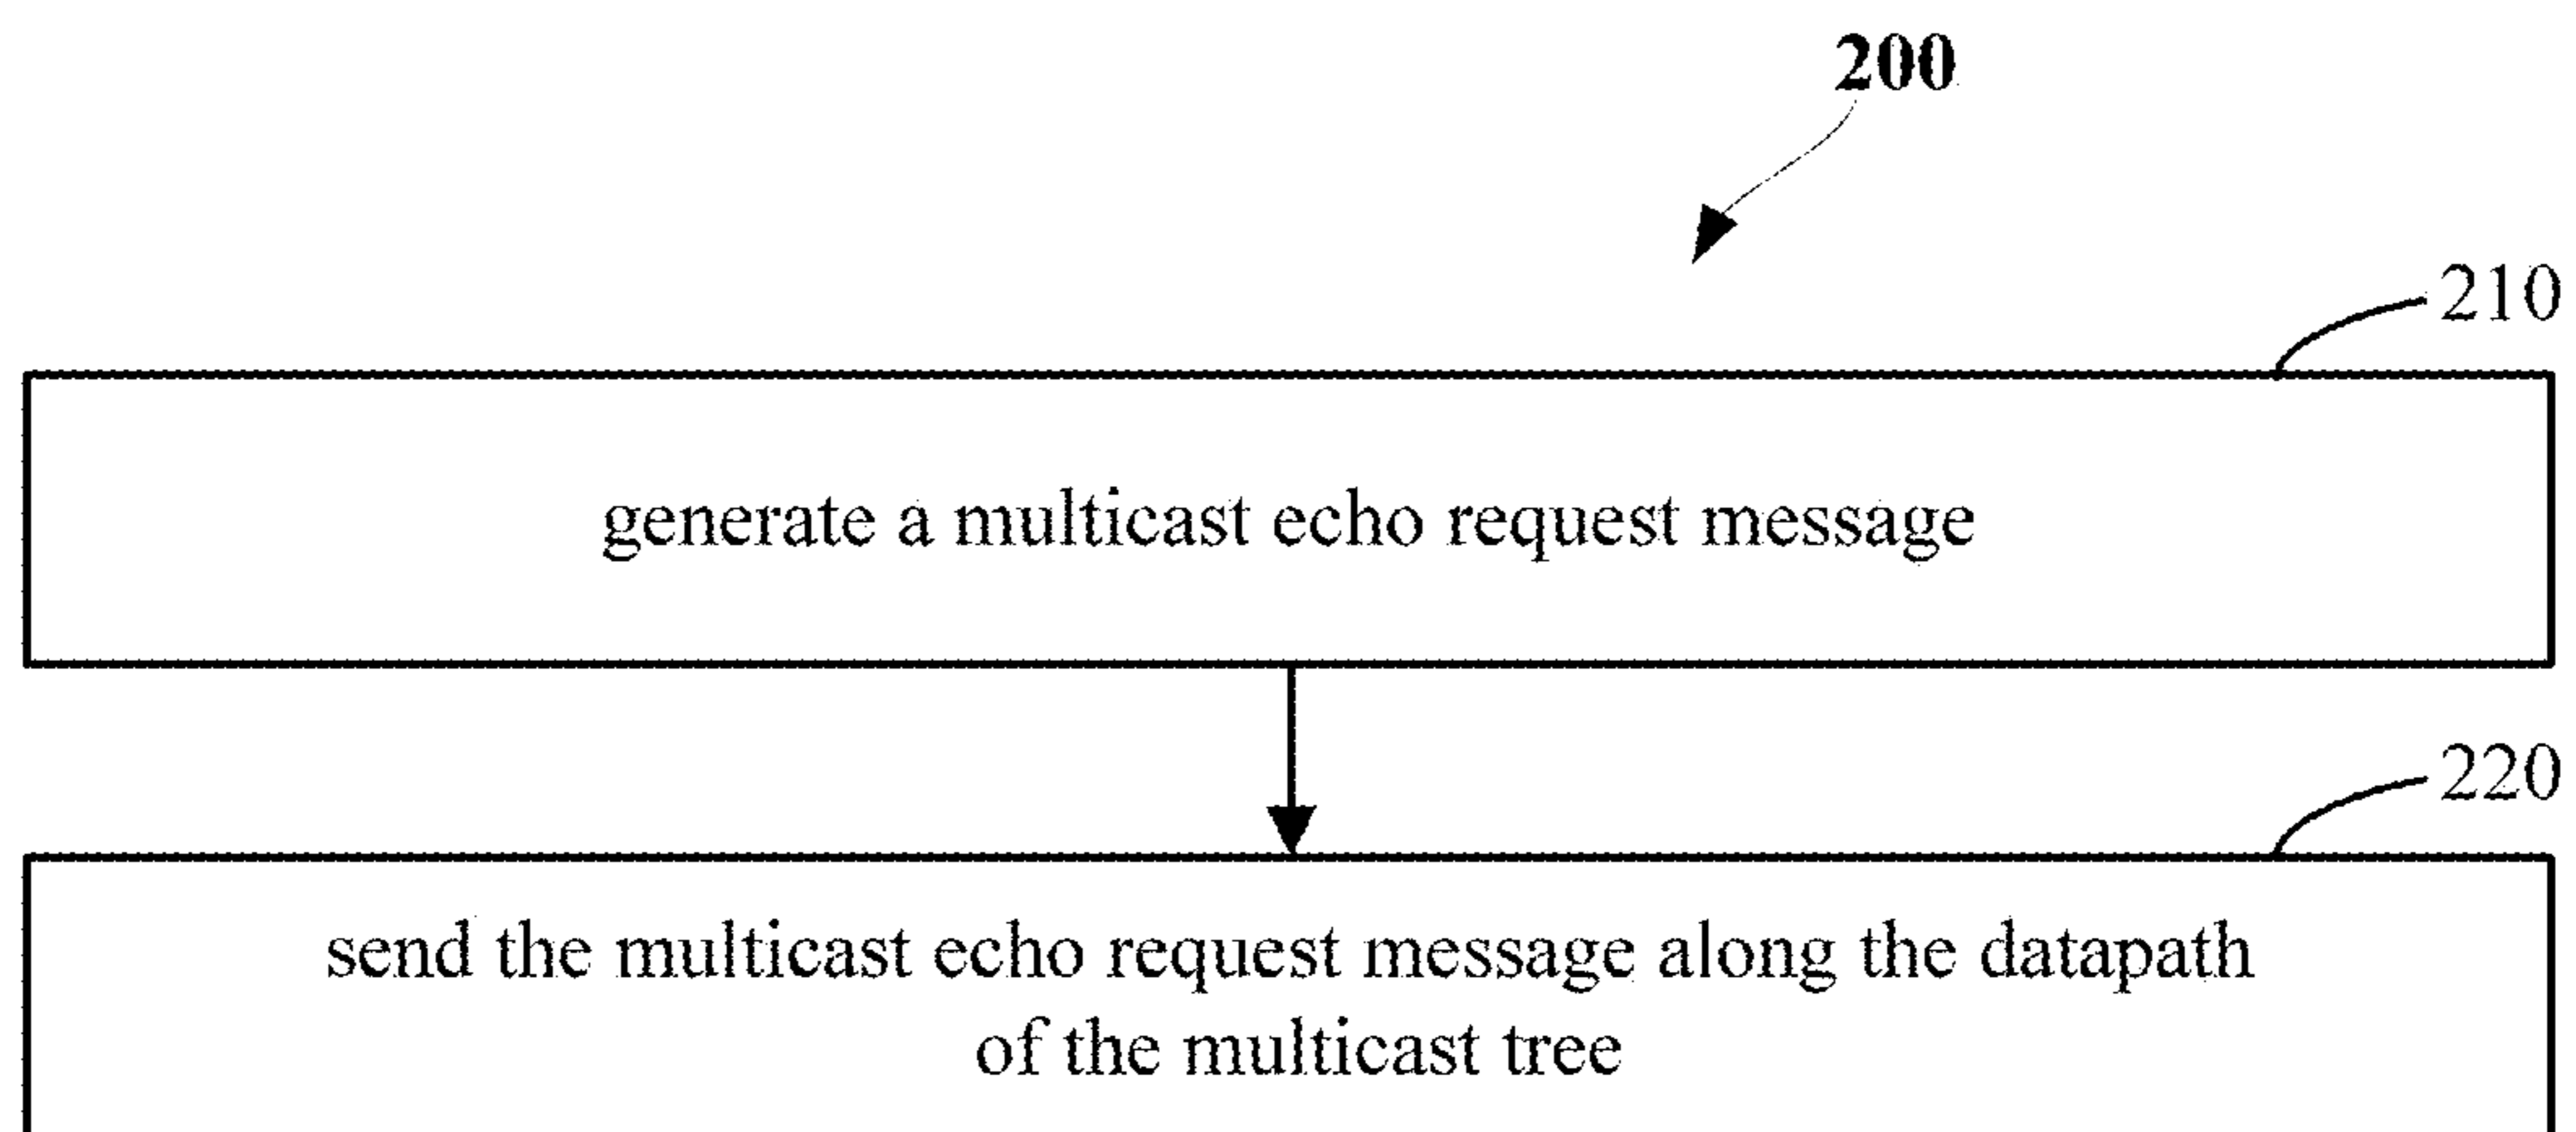 200
210
generate a multicast echo request message
220
send the multicast echo request message along the datapath
of the multicast tree